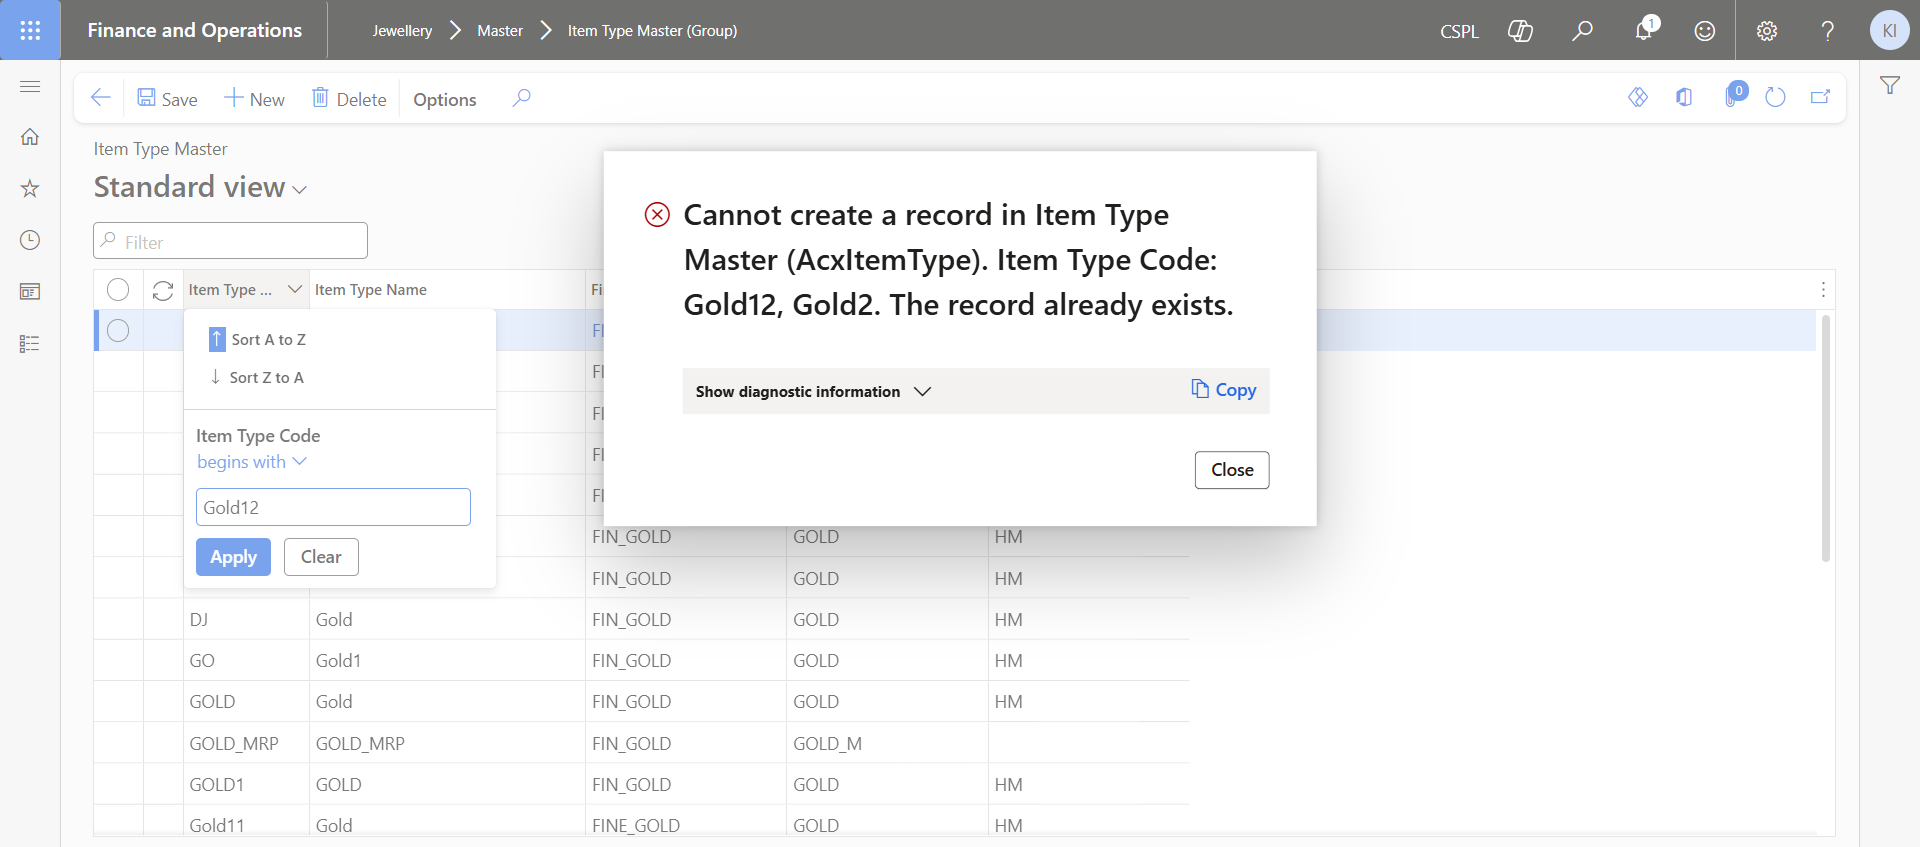 Finance and Operations
Jewellery Master Item Type Master (Group)
CSPL
1
KI
Save New Delete Options
0
Item Type Master
Standard view
Filter
Item Type ... Item Type Name Fi
Sort A to Z
Sort Z to A
Item Type Code
begins with
Gold12
Apply Clear
Cannot create a record in Item Type
Master (AcxItemType). Item Type Code:
Gold12, Gold2. The record already exists.
Show diagnostic information Copy
Close
FI
FI
FI
FI
FI
FIN_GOLD GOLD HM
FIN_GOLD GOLD HM
DJ Gold FIN_GOLD GOLD HM
GO Gold1 FIN_GOLD GOLD HM
GOLD Gold FIN_GOLD GOLD HM
GOLD_MRP GOLD_MRP FIN_GOLD GOLD_M
GOLD1 GOLD FIN_GOLD GOLD HM
Gold11 Gold FINE_GOLD GOLD HM